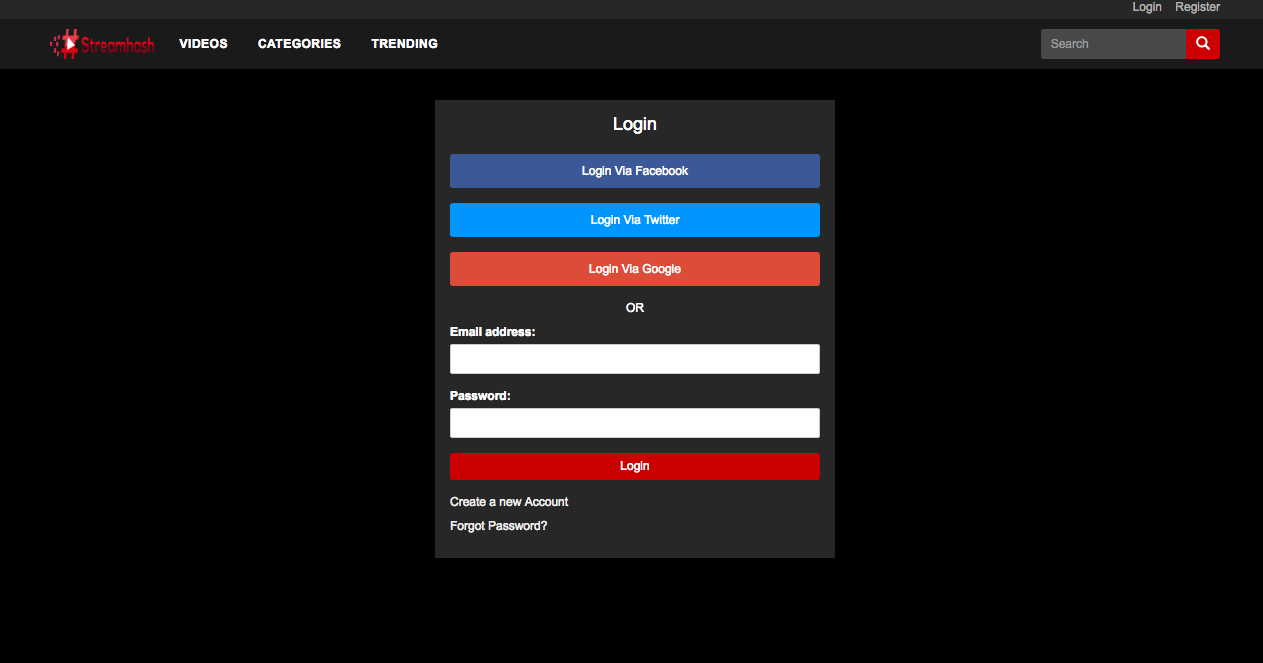 Login Register
Streamhash VIDEOS CATEGORIES TRENDING Search
Login
Login Via Facebook
Login Via Twitter
Login Via Google
OR
Email address:
Password:
Login
Create a new Account
Forgot Password?